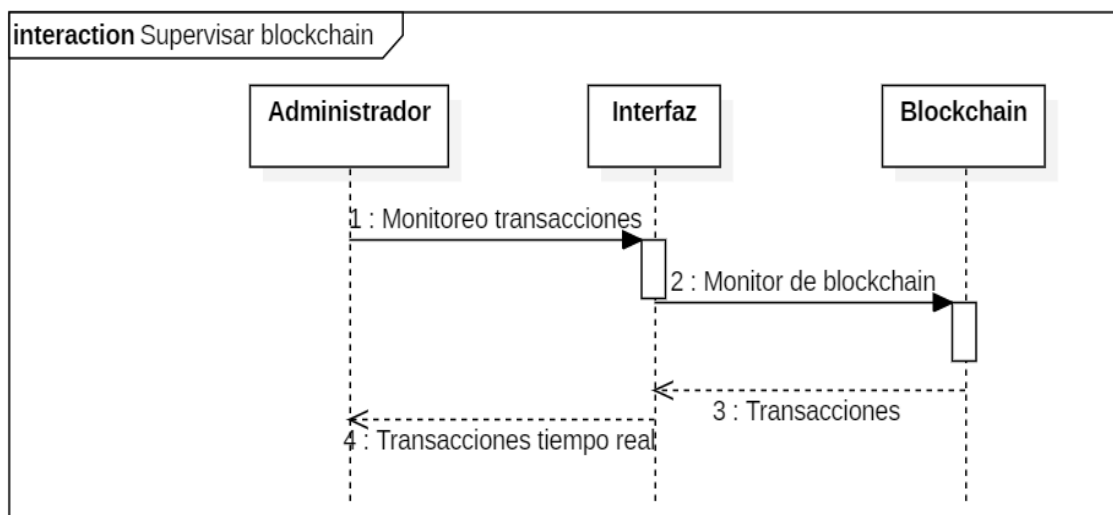 interaction Supervisar blockchain
Administrador
Interfaz
Blockchain
1 : Monitoreo transacciones
2 : Monitor de blockchain
3 : Transacciones
4 : Transacciones tiempo real